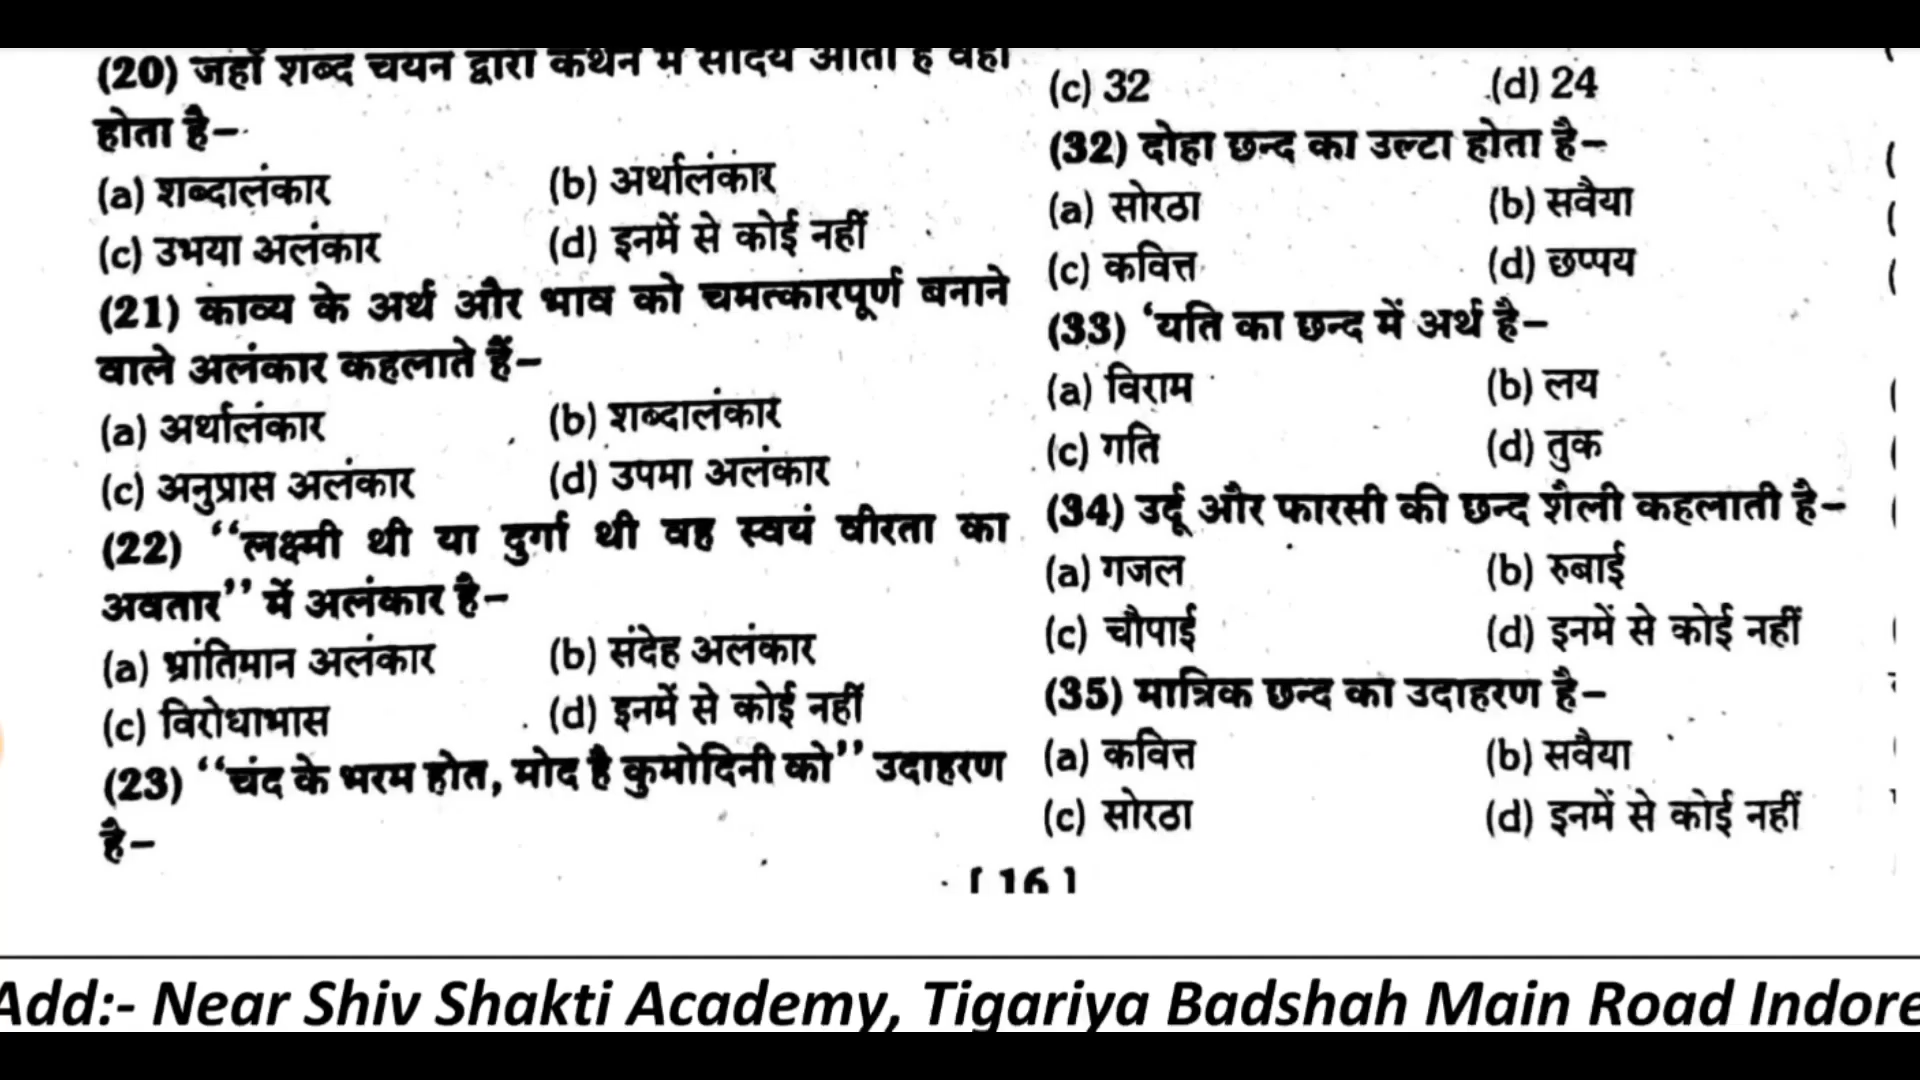 (20) जहाँ शब्द चयन द्वारा कथन में सौंदर्य आता है वहाँ
होता है–
(a) शब्दालंकार (b) अर्थालंकार
(c) उभया अलंकार (d) इनमें से कोई नहीं
(21) काव्य के अर्थ और भाव को चमत्कारपूर्ण बनाने
वाले अलंकार कहलाते हैं–
(a) अर्थालंकार (b) शब्दालंकार
(c) अनुप्रास अलंकार (d) उपमा अलंकार
(22) “लक्ष्मी थी या दुर्गा थी वह स्वयं वीरता का
अवतार” में अलंकार है–
(a) भ्रांतिमान अलंकार (b) संदेह अलंकार
(c) विरोधाभास (d) इनमें से कोई नहीं
(23) “चंद के भरम होत, मोद है कुमोदिनी को” उदाहरण
है–
(c) 32 (d) 24
(32) दोहा छन्द का उल्टा होता है–
(a) सोरठा (b) सवैया
(c) कवित्त (d) छप्पय
(33) ‘यति का छन्द में अर्थ है–
(a) विराम (b) लय
(c) गति (d) तुक
(34) उर्दू और फारसी की छन्द शैली कहलाती है–
(a) गजल (b) रुबाई
(c) चौपाई (d) इनमें से कोई नहीं
(35) मात्रिक छन्द का उदाहरण है–
(a) कवित्त (b) सवैया
(c) सोरठा (d) इनमें से कोई नहीं
[ 16 ]
Add:- Near Shiv Shakti Academy, Tigariya Badshah Main Road Indore